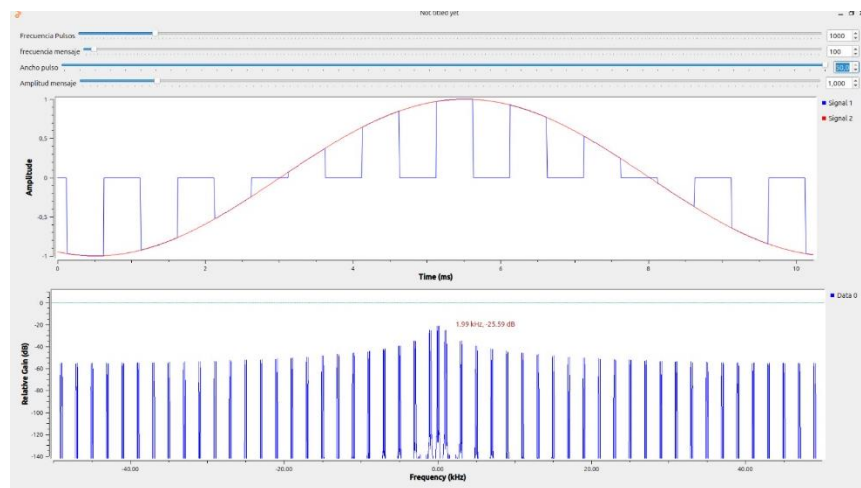 Not titled yet
Frecuencia Pulsos 1000
frecuencia mensaje 100
Ancho pulso 50,0
Amplitud mensaje 1,000
Signal 1
Signal 2
Amplitude
1
0,5
0
-0,5
-1
0 2 4 6 8 10
Time (ms)
Data 0
1.99 kHz, -25.59 dB
Relative Gain (dB)
0
-20
-40
-60
-80
-100
-120
-140
-40.00 -20.00 0.00 20.00 40.00
Frequency (kHz)